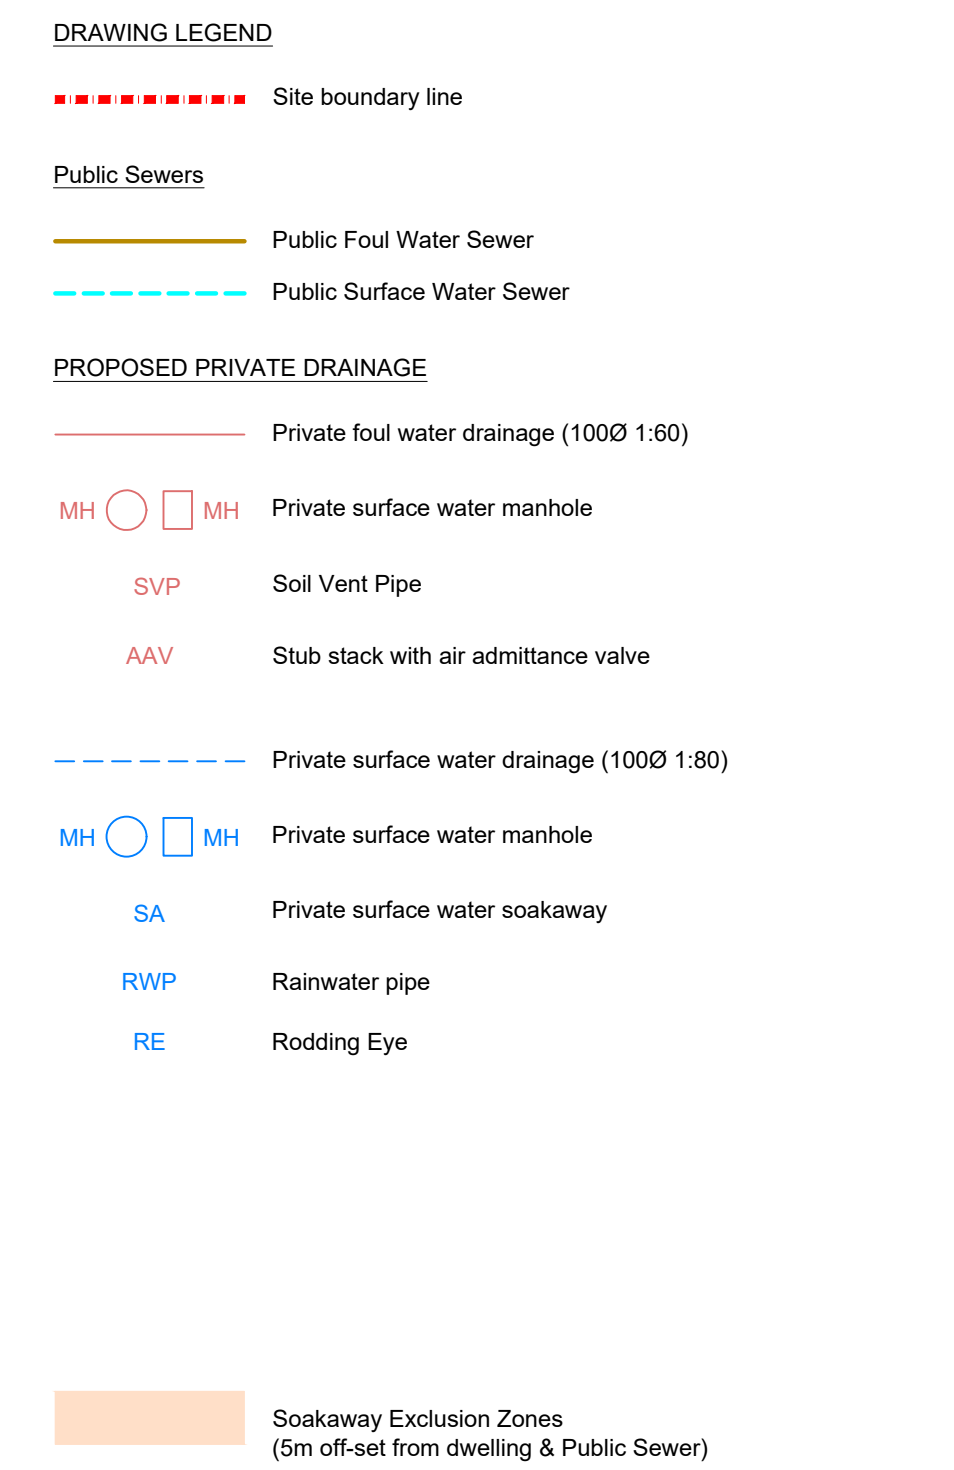 DRAWING LEGEND
Site boundary line
Public Sewers
Public Foul Water Sewer
Public Surface Water Sewer
PROPOSED PRIVATE DRAINAGE
Private foul water drainage (100Ø 1:60)
MH MH Private surface water manhole
SVP Soil Vent Pipe
AAV Stub stack with air admittance valve
Private surface water drainage (100Ø 1:80)
MH MH Private surface water manhole
SA Private surface water soakaway
RWP Rainwater pipe
RE Rodding Eye
Soakaway Exclusion Zones
(5m off-set from dwelling & Public Sewer)